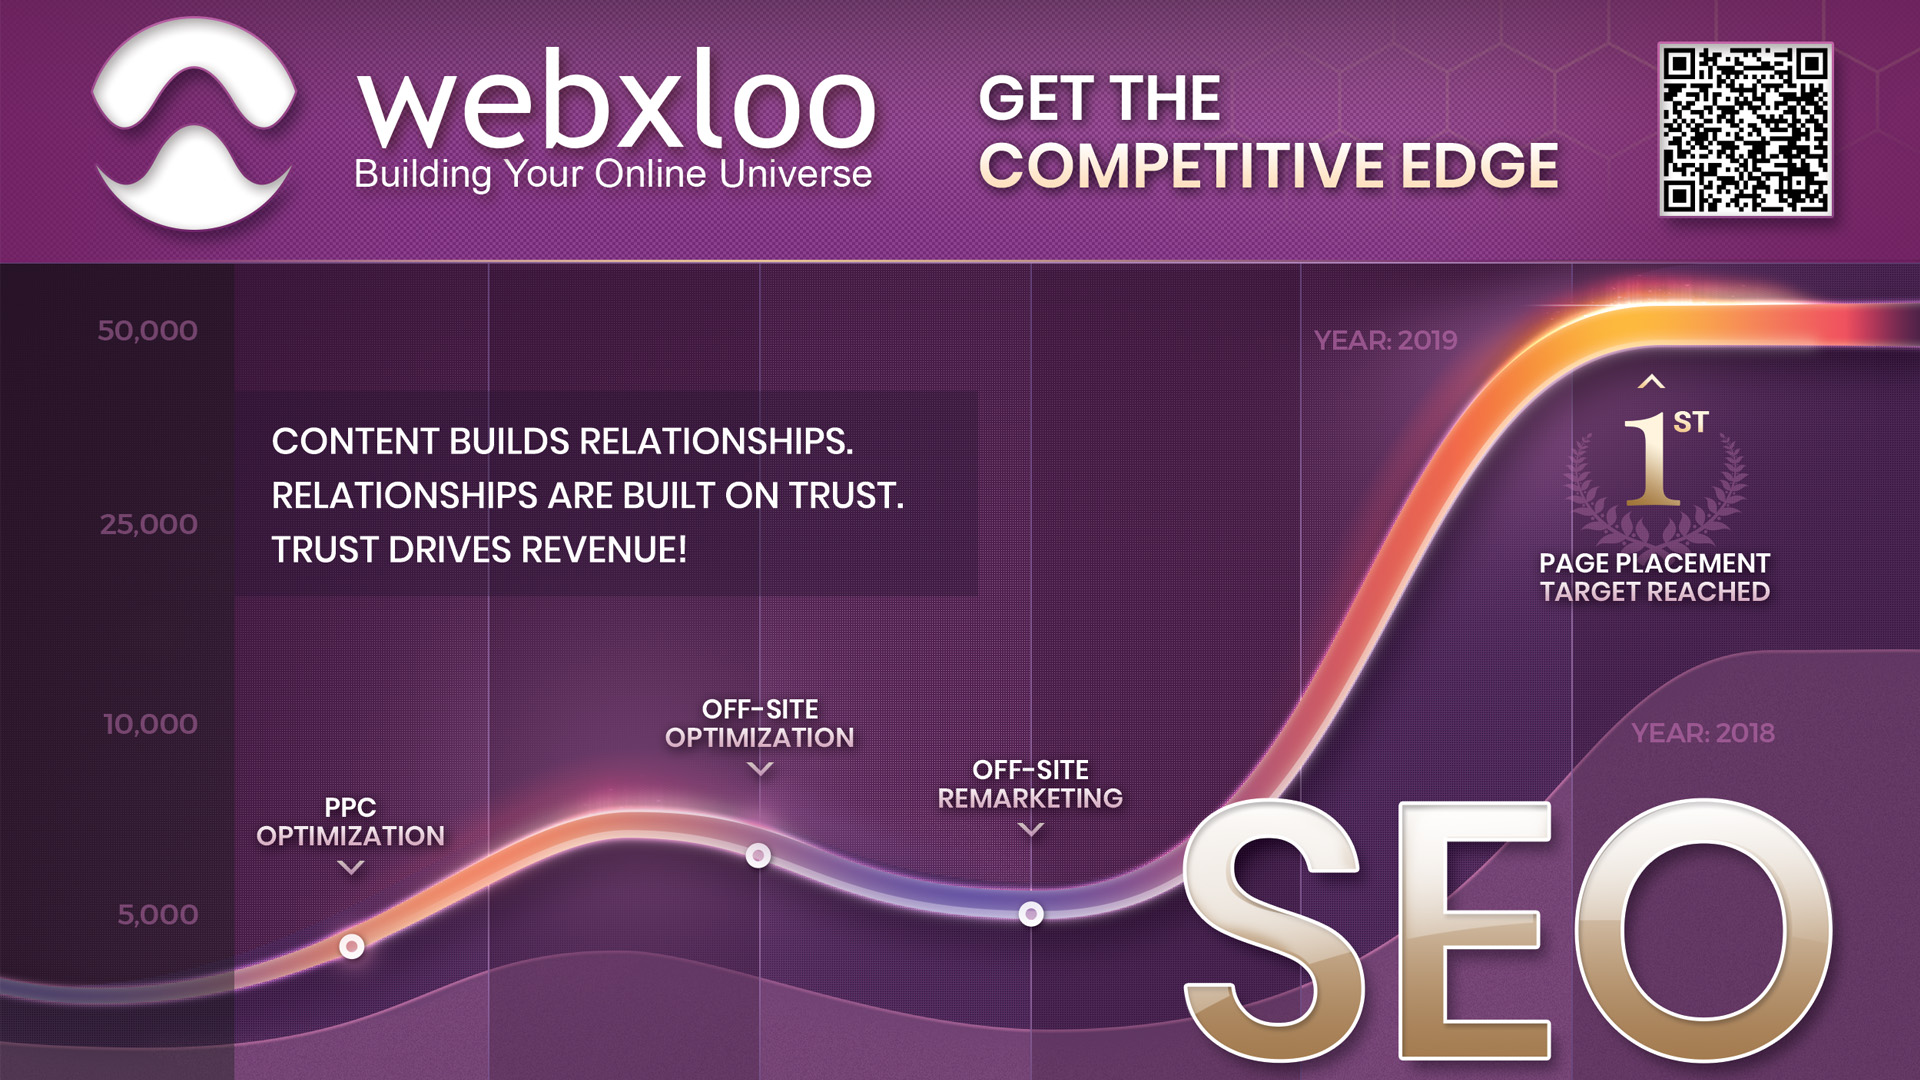 webxloo
Building Your Online Universe
GET THE
COMPETITIVE EDGE
50,000
25,000
10,000
5,000
CONTENT BUILDS RELATIONSHIPS.
RELATIONSHIPS ARE BUILT ON TRUST.
TRUST DRIVES REVENUE!
YEAR: 2019
1ST
PAGE PLACEMENT
TARGET REACHED
YEAR: 2018
PPC
OPTIMIZATION
OFF-SITE
OPTIMIZATION
OFF-SITE
REMARKETING
SEO